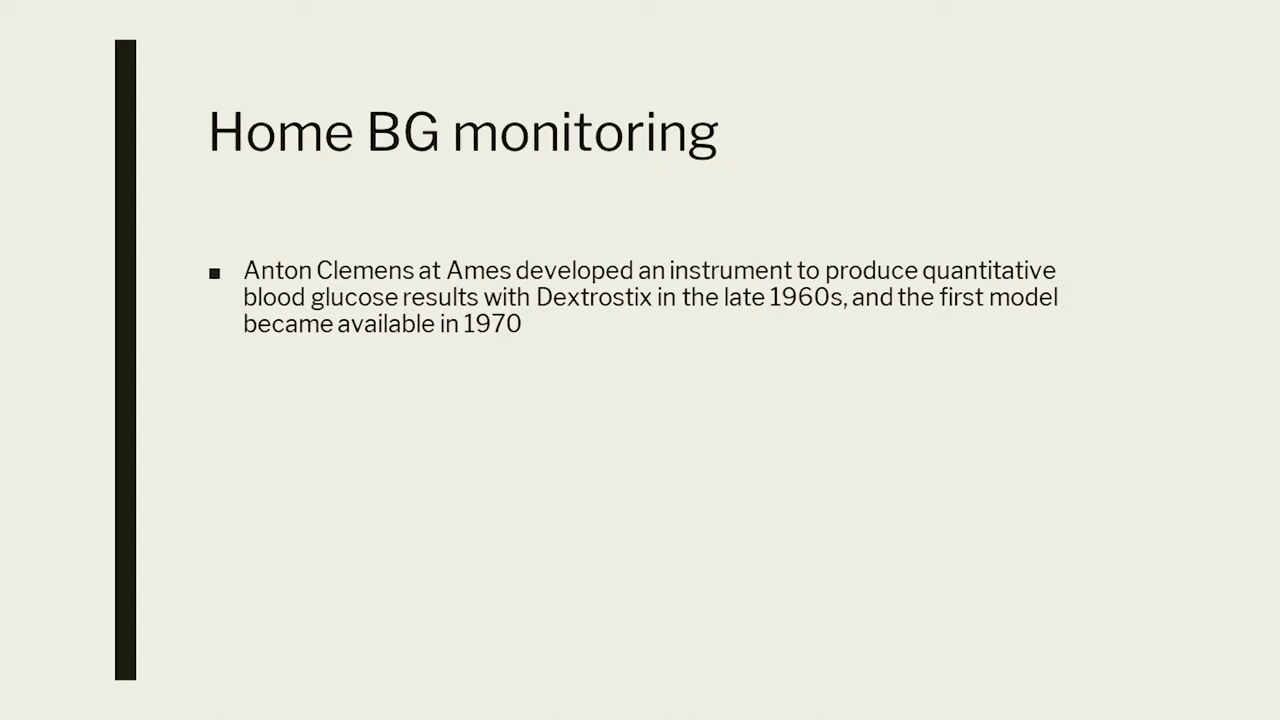 Home BG monitoring
■ Anton Clemens at Ames developed an instrument to produce quantitative
blood glucose results with Dextrostix in the late 1960s, and the first model
became available in 1970